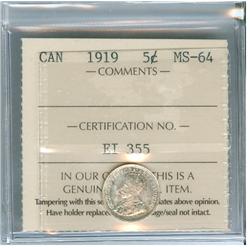 CAN 1919 5¢ MS-64
— COMMENTS —
— CERTIFICATION NO. —
EI 355
IN OUR THIS IS A
GENUIN ITEM.
Tampering with this se ates above opinion.
Have holder replace age/seal not intact.